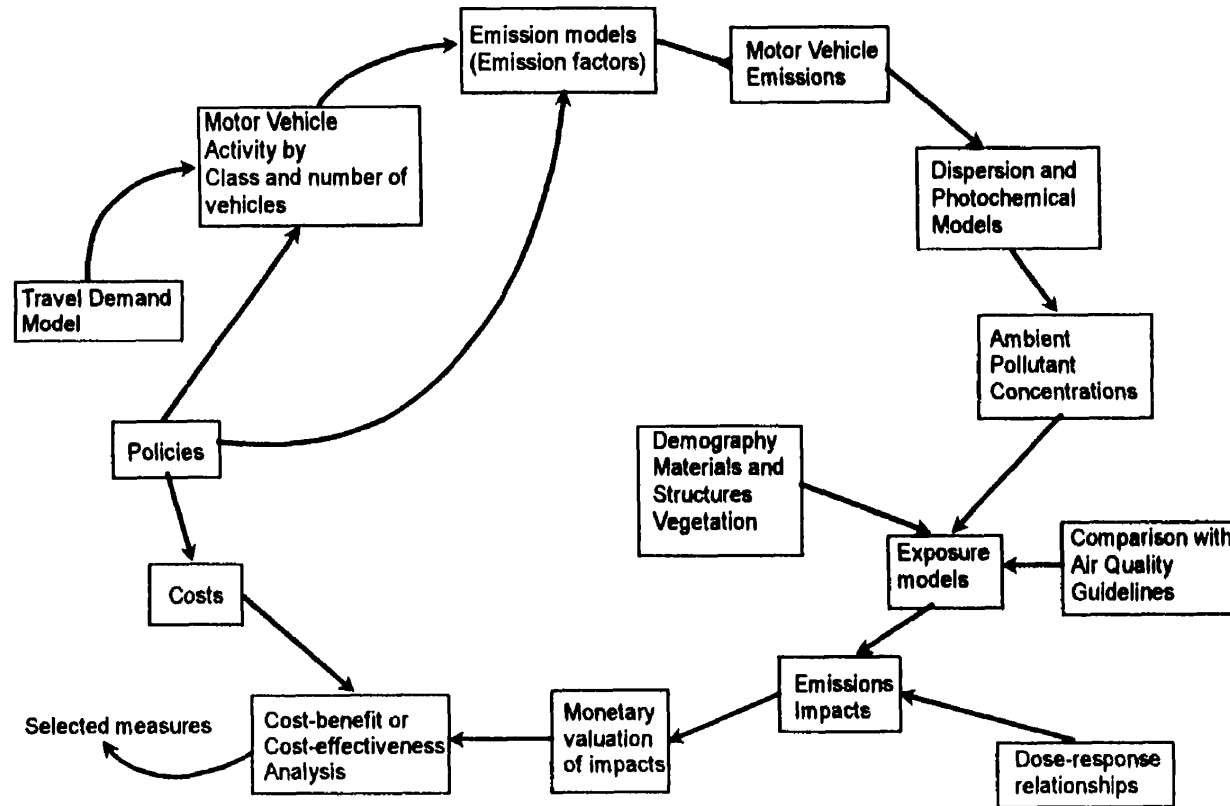 Emission models
(Emission factors)
Motor Vehicle
Emissions
Motor Vehicle
Activity by
Class and number of
vehicles
Dispersion and
Photochemical
Models
Travel Demand
Model
Ambient
Pollutant
Concentrations
Policies
Demography
Materials and
Structures
Vegetation
Exposure
models
Comparison with
Air Quality
Guidelines
Costs
Emissions
Impacts
Selected measures
Cost-benefit or
Cost-effectiveness
Analysis
Monetary
valuation
of impacts
Dose-response
relationships